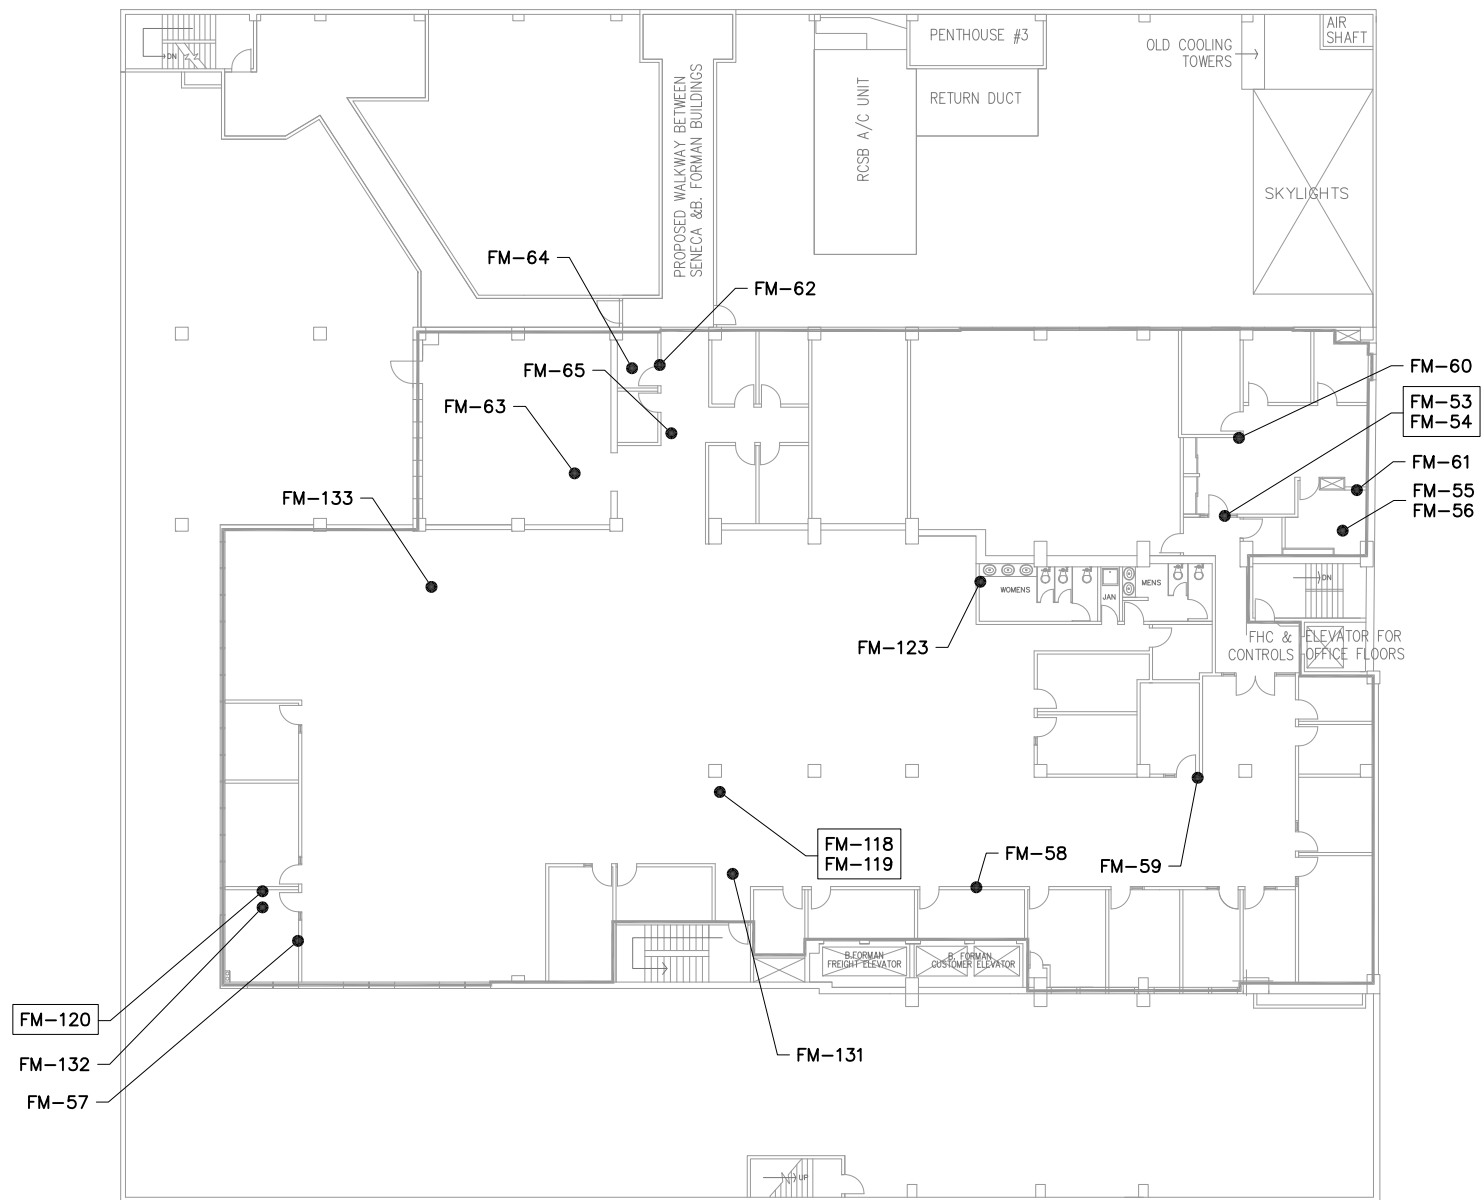 AIR
SHAFT
PENTHOUSE #3
OLD COOLING
TOWERS
DN
RETURN DUCT
RCSB A/C UNIT
PROPOSED WALKWAY BETWEEN
SENECA &B. FORMAN BUILDINGS
SKYLIGHTS
FM-64
FM-62
FM-65
FM-60
FM-63
FM-53
FM-54
FM-61
FM-133
FM-55
FM-56
WOMENS
JAN
MENS
DN
FM-123
FHC &
CONTROLS
ELEVATOR FOR
OFFICE FLOORS
FM-118
FM-119
FM-58
FM-59
B.FORMAN
FREIGHT ELEVATOR
B. FORMAN
CUSTOMER ELEVATOR
FM-120
FM-132
FM-57
FM-131
UP